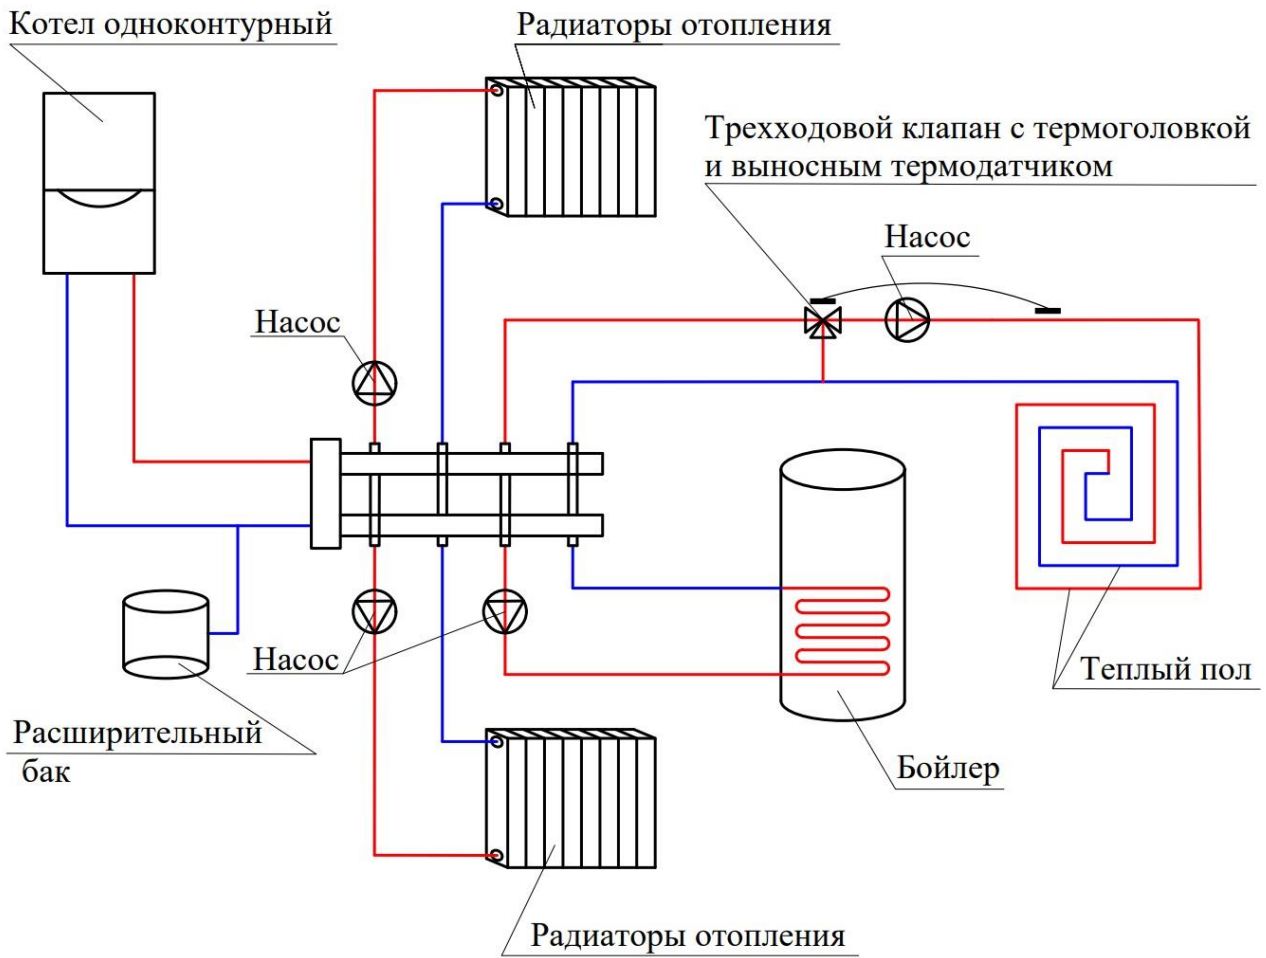 Котел одноконтурный
Радиаторы отопления
Трехходовой клапан с термоголовкой
и выносным термодатчиком
Насос
Насос
Насос
Теплый пол
Расширительный
бак
Бойлер
Радиаторы отопления